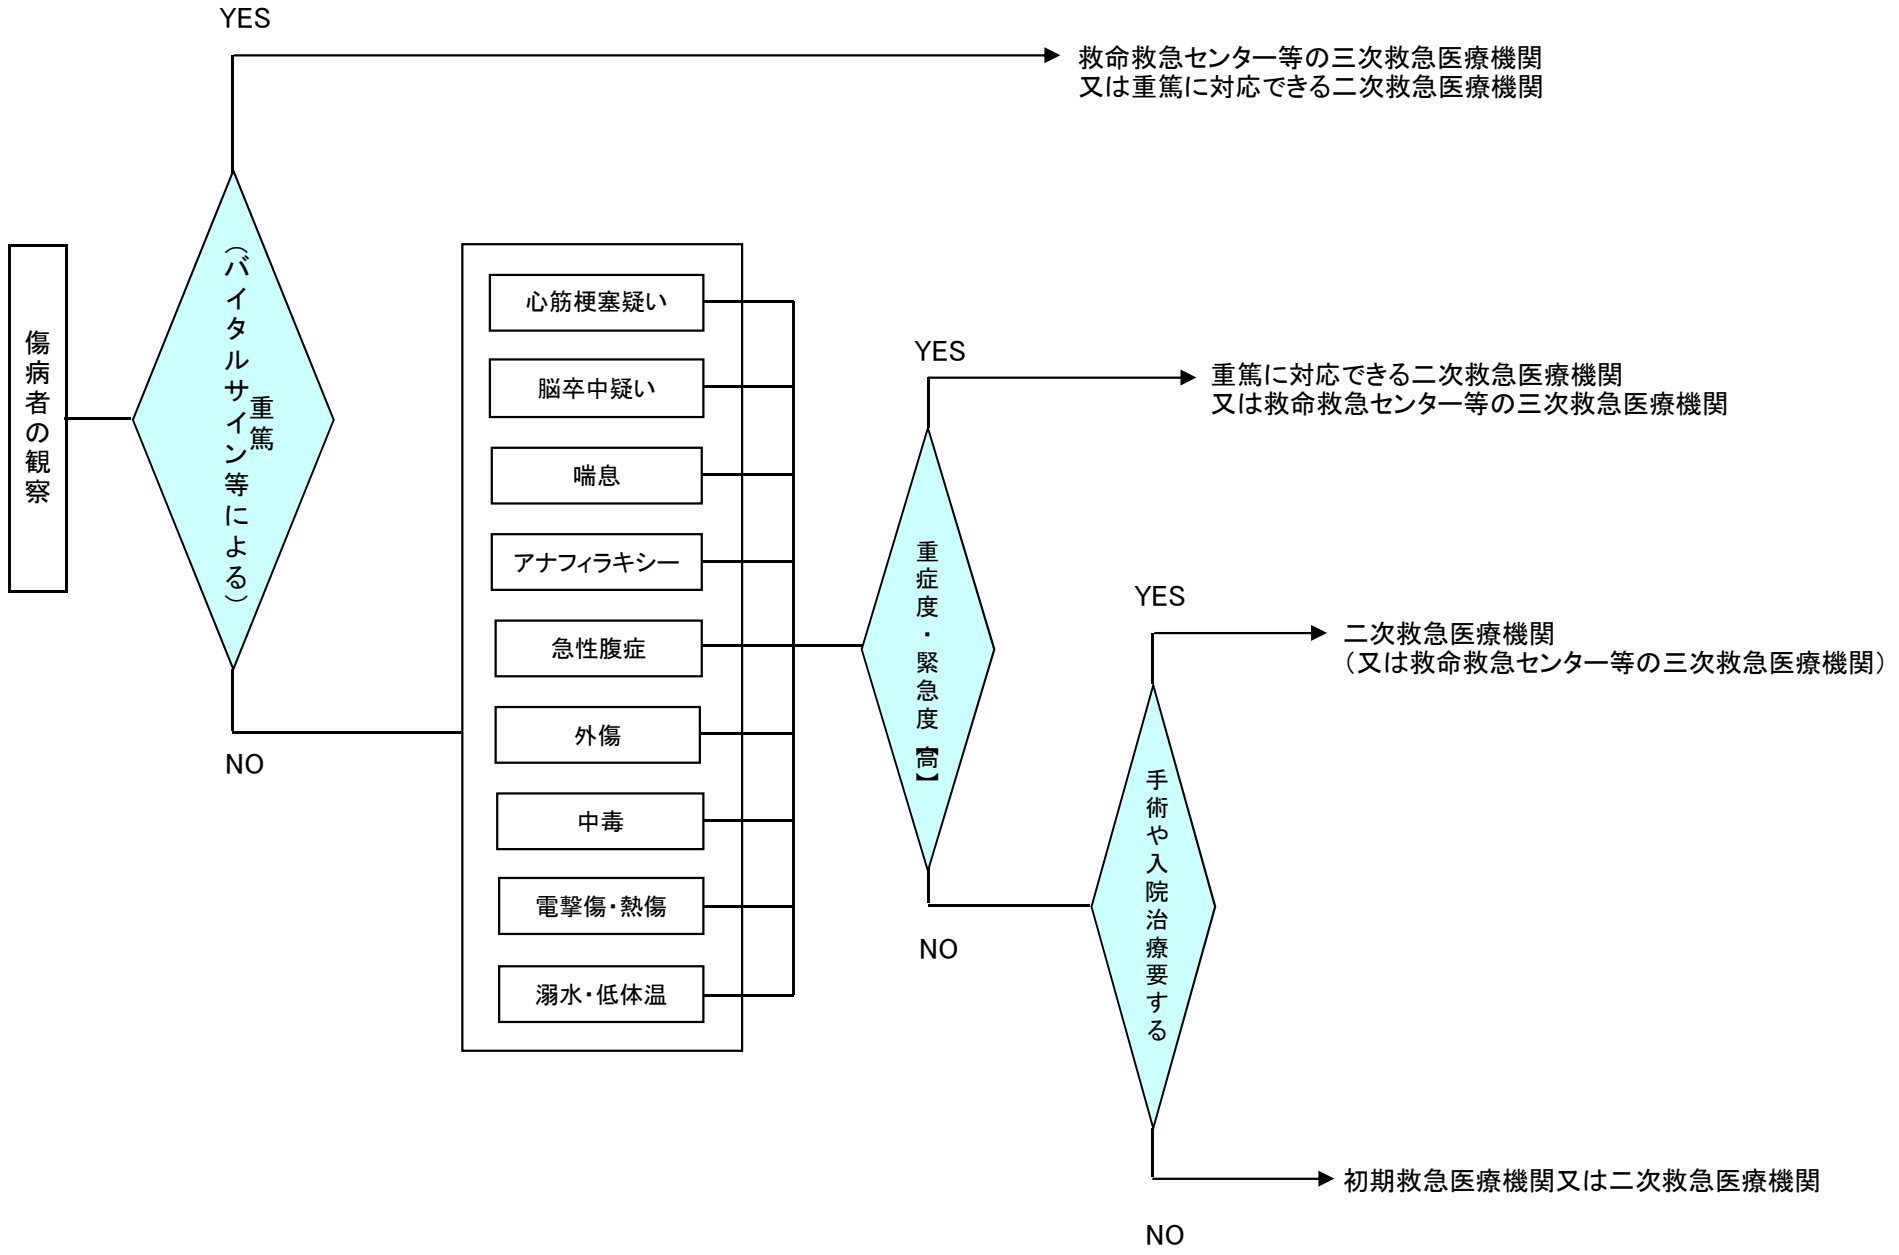 YES
救命救急センター等の三次救急医療機関
又は重篤に対応できる二次救急医療機関
傷病者の観察
重篤
（バイタルサイン等による）
NO
心筋梗塞疑い
脳卒中疑い
喘息
アナフィラキシー
急性腹症
外傷
中毒
電撃傷・熱傷
溺水・低体温
YES
重篤に対応できる二次救急医療機関
又は救命救急センター等の三次救急医療機関
重症度・緊急度【高】
NO
YES
二次救急医療機関
（又は救命救急センター等の三次救急医療機関）
手術や入院治療要する
初期救急医療機関又は二次救急医療機関
NO